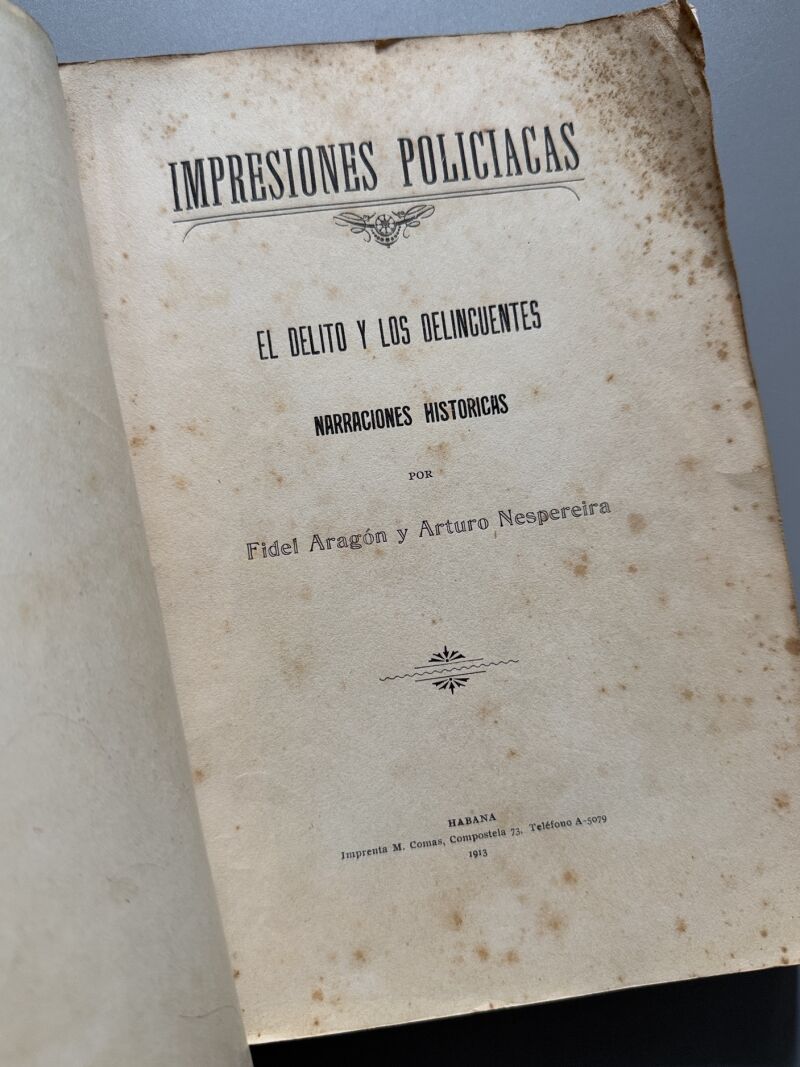 IMPRESIONES POLICIACAS
EL DELITO Y LOS DELINCUENTES
NARRACIONES HISTORICAS
POR
Fidel Aragón y Arturo Nespereira
HABANA
Imprenta M. Comas, Compostela 73, Teléfono A-5079
1913